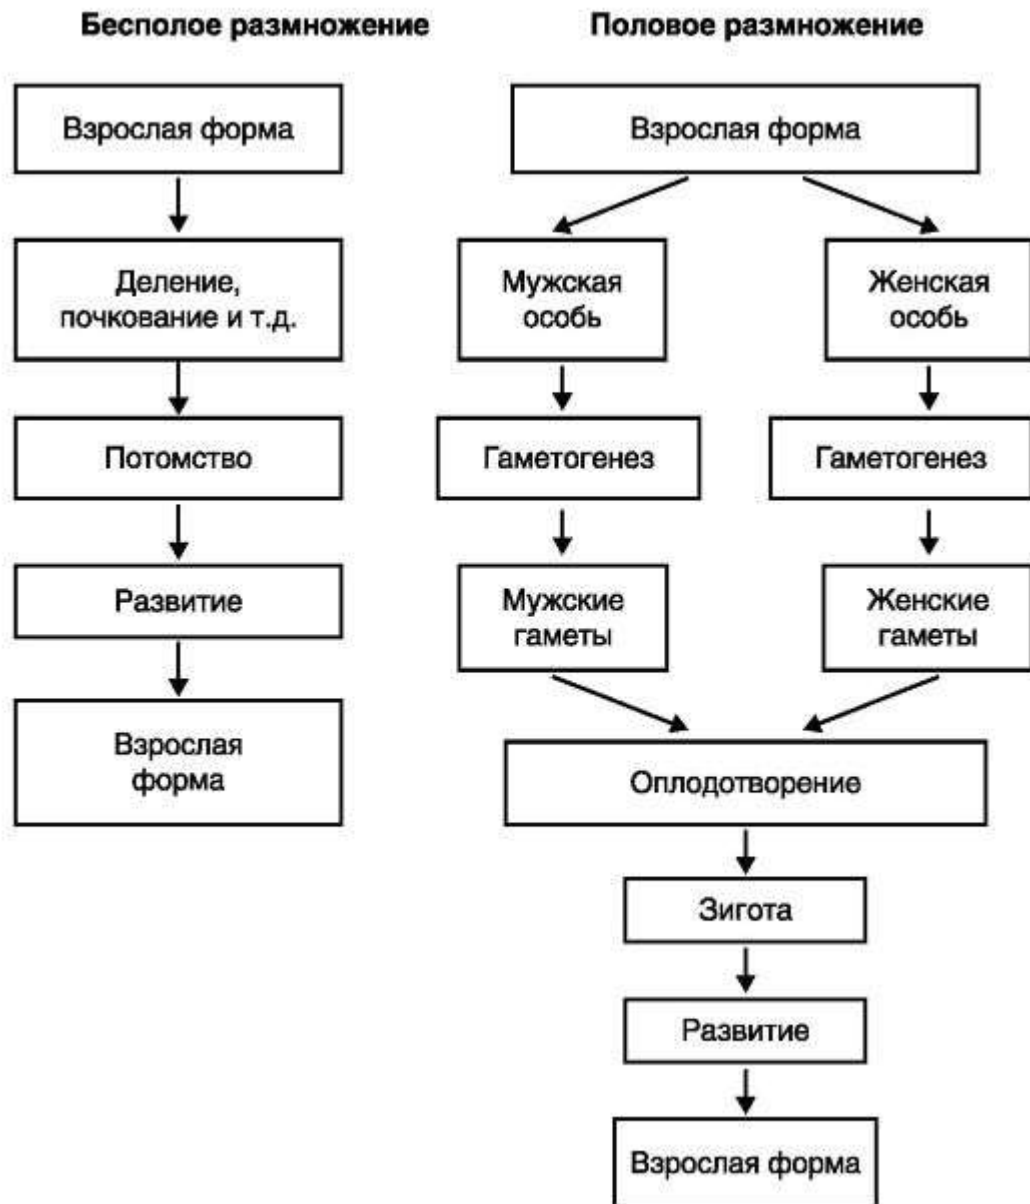 Бесполое размножение
Взрослая форма
Деление,
почкование и т.д.
Потомство
Развитие
Взрослая
форма
Половое размножение
Взрослая форма
Мужская
особь
Женская
особь
Гаметогенез
Гаметогенез
Мужские
гаметы
Женские
гаметы
Оплодотворение
Зигота
Развитие
Взрослая форма